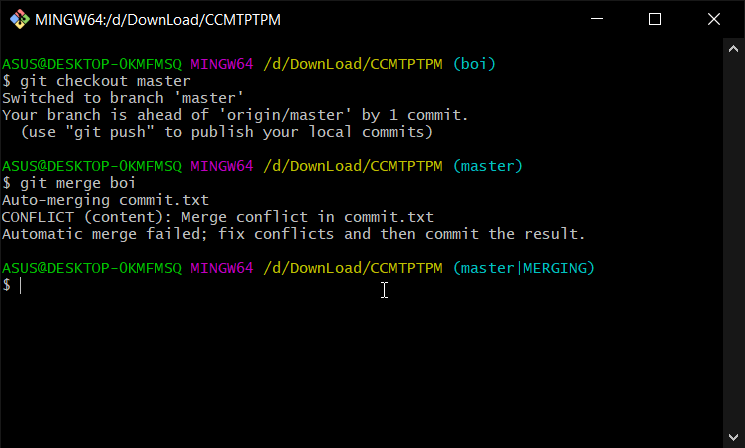 MINGW64:/d/DownLoad/CCMTPTPM
ASUS@DESKTOP-0KMFMSQ MINGW64 /d/DownLoad/CCMTPTPM (boi)
$ git checkout master
Switched to branch 'master'
Your branch is ahead of 'origin/master' by 1 commit.
  (use "git push" to publish your local commits)
ASUS@DESKTOP-0KMFMSQ MINGW64 /d/DownLoad/CCMTPTPM (master)
$ git merge boi
Auto-merging commit.txt
CONFLICT (content): Merge conflict in commit.txt
Automatic merge failed; fix conflicts and then commit the result.
ASUS@DESKTOP-0KMFMSQ MINGW64 /d/DownLoad/CCMTPTPM (master|MERGING)
$